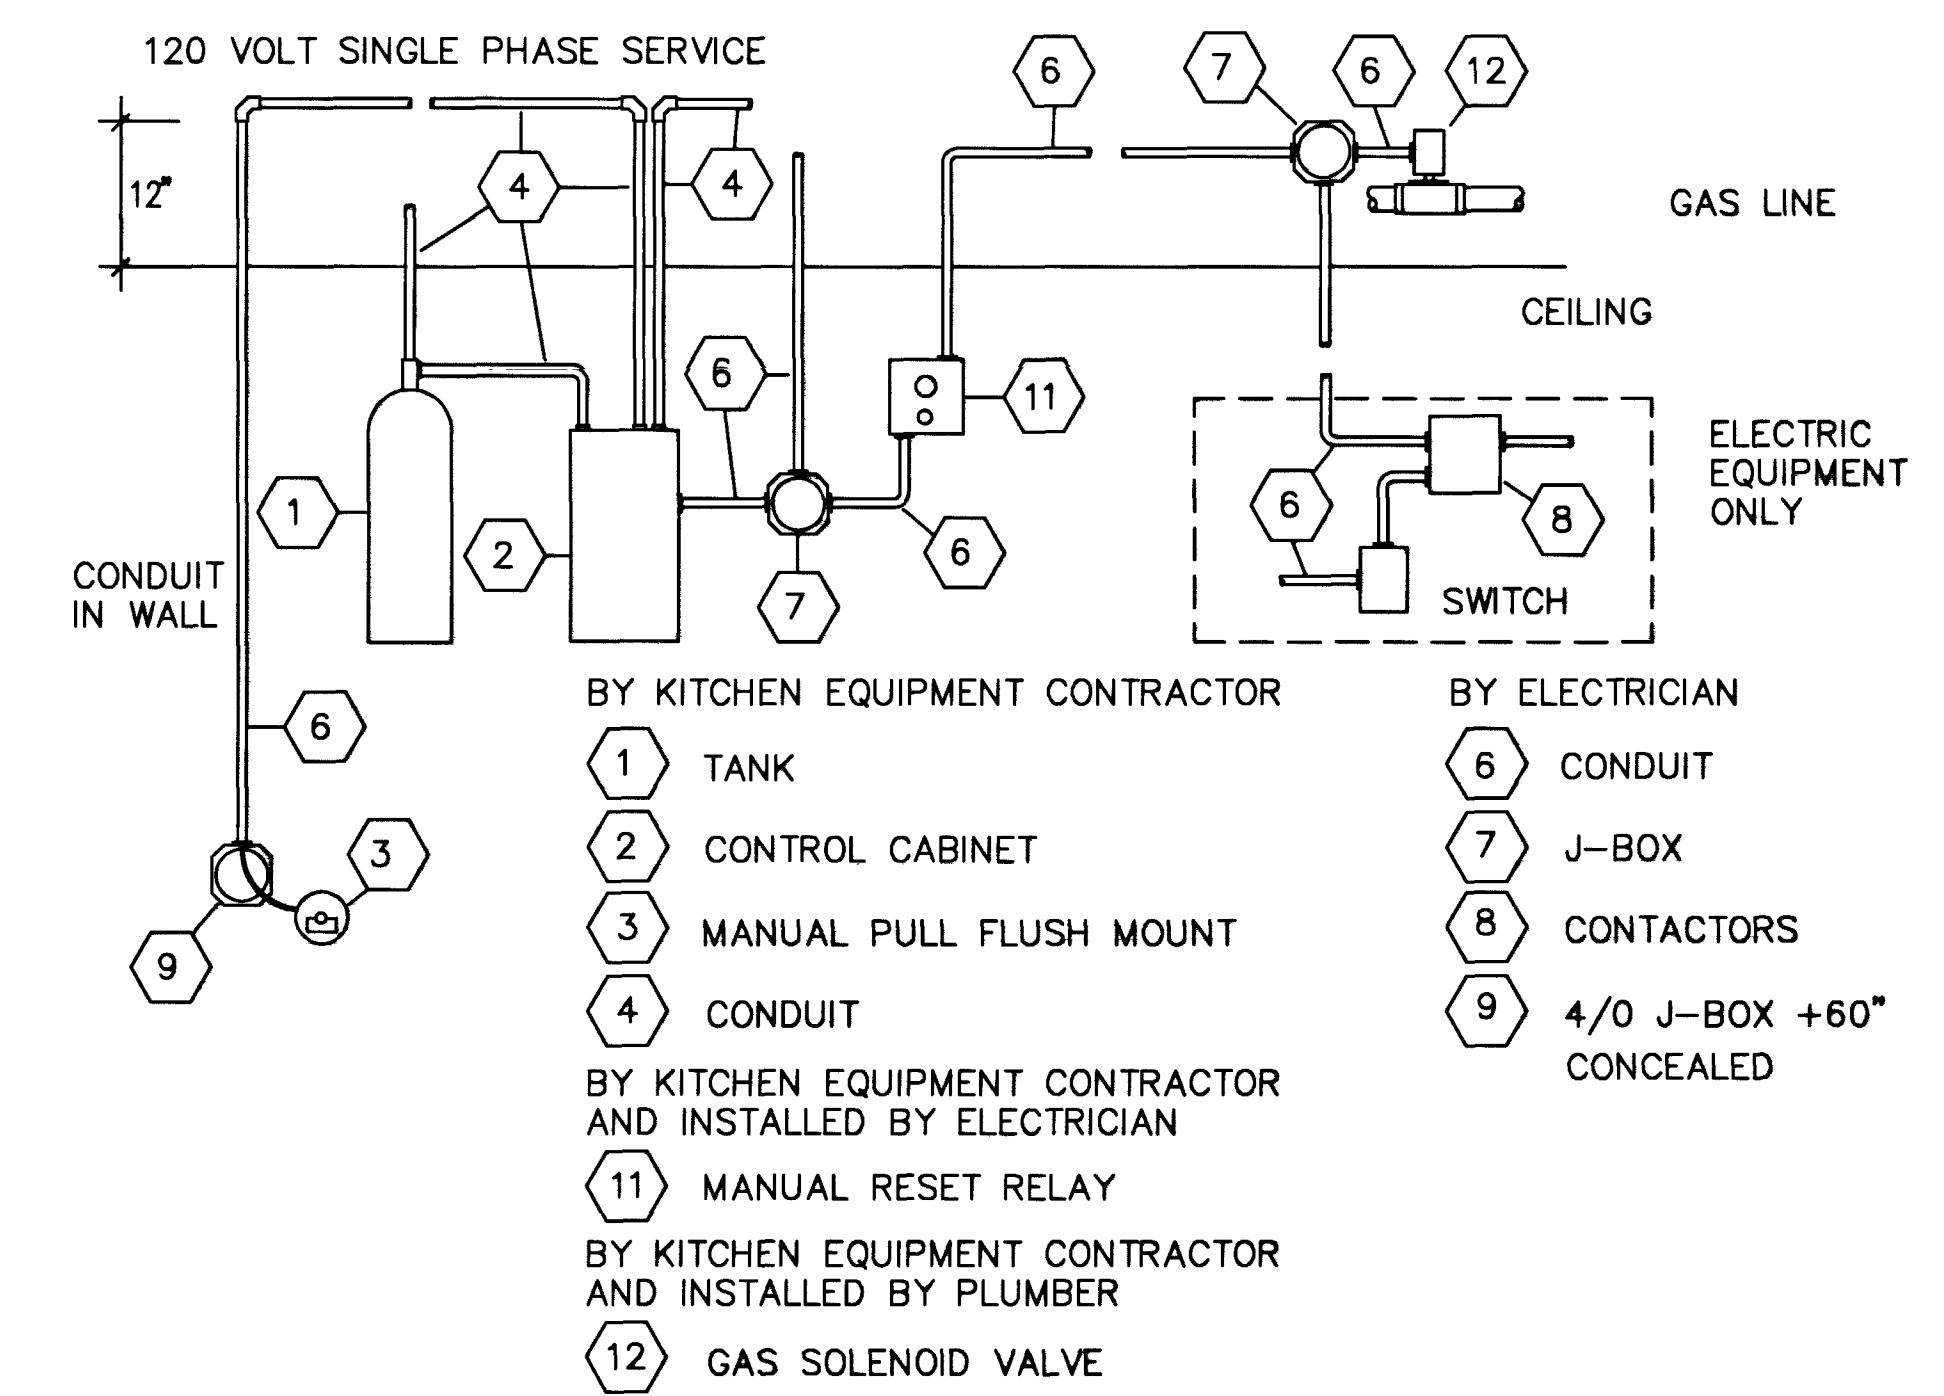 120 VOLT SINGLE PHASE SERVICE
6
7
6
12
12"
4
4
GAS LINE
CEILING
6
11
ELECTRIC
EQUIPMENT
ONLY
1
2
6
6
8
CONDUIT
IN WALL
7
SWITCH
6
3
9
BY KITCHEN EQUIPMENT CONTRACTOR
1 TANK
2 CONTROL CABINET
3 MANUAL PULL FLUSH MOUNT
4 CONDUIT
BY KITCHEN EQUIPMENT CONTRACTOR
AND INSTALLED BY ELECTRICIAN
11 MANUAL RESET RELAY
BY KITCHEN EQUIPMENT CONTRACTOR
AND INSTALLED BY PLUMBER
12 GAS SOLENOID VALVE
BY ELECTRICIAN
6 CONDUIT
7 J-BOX
8 CONTACTORS
9 4/0 J-BOX +60"
CONCEALED